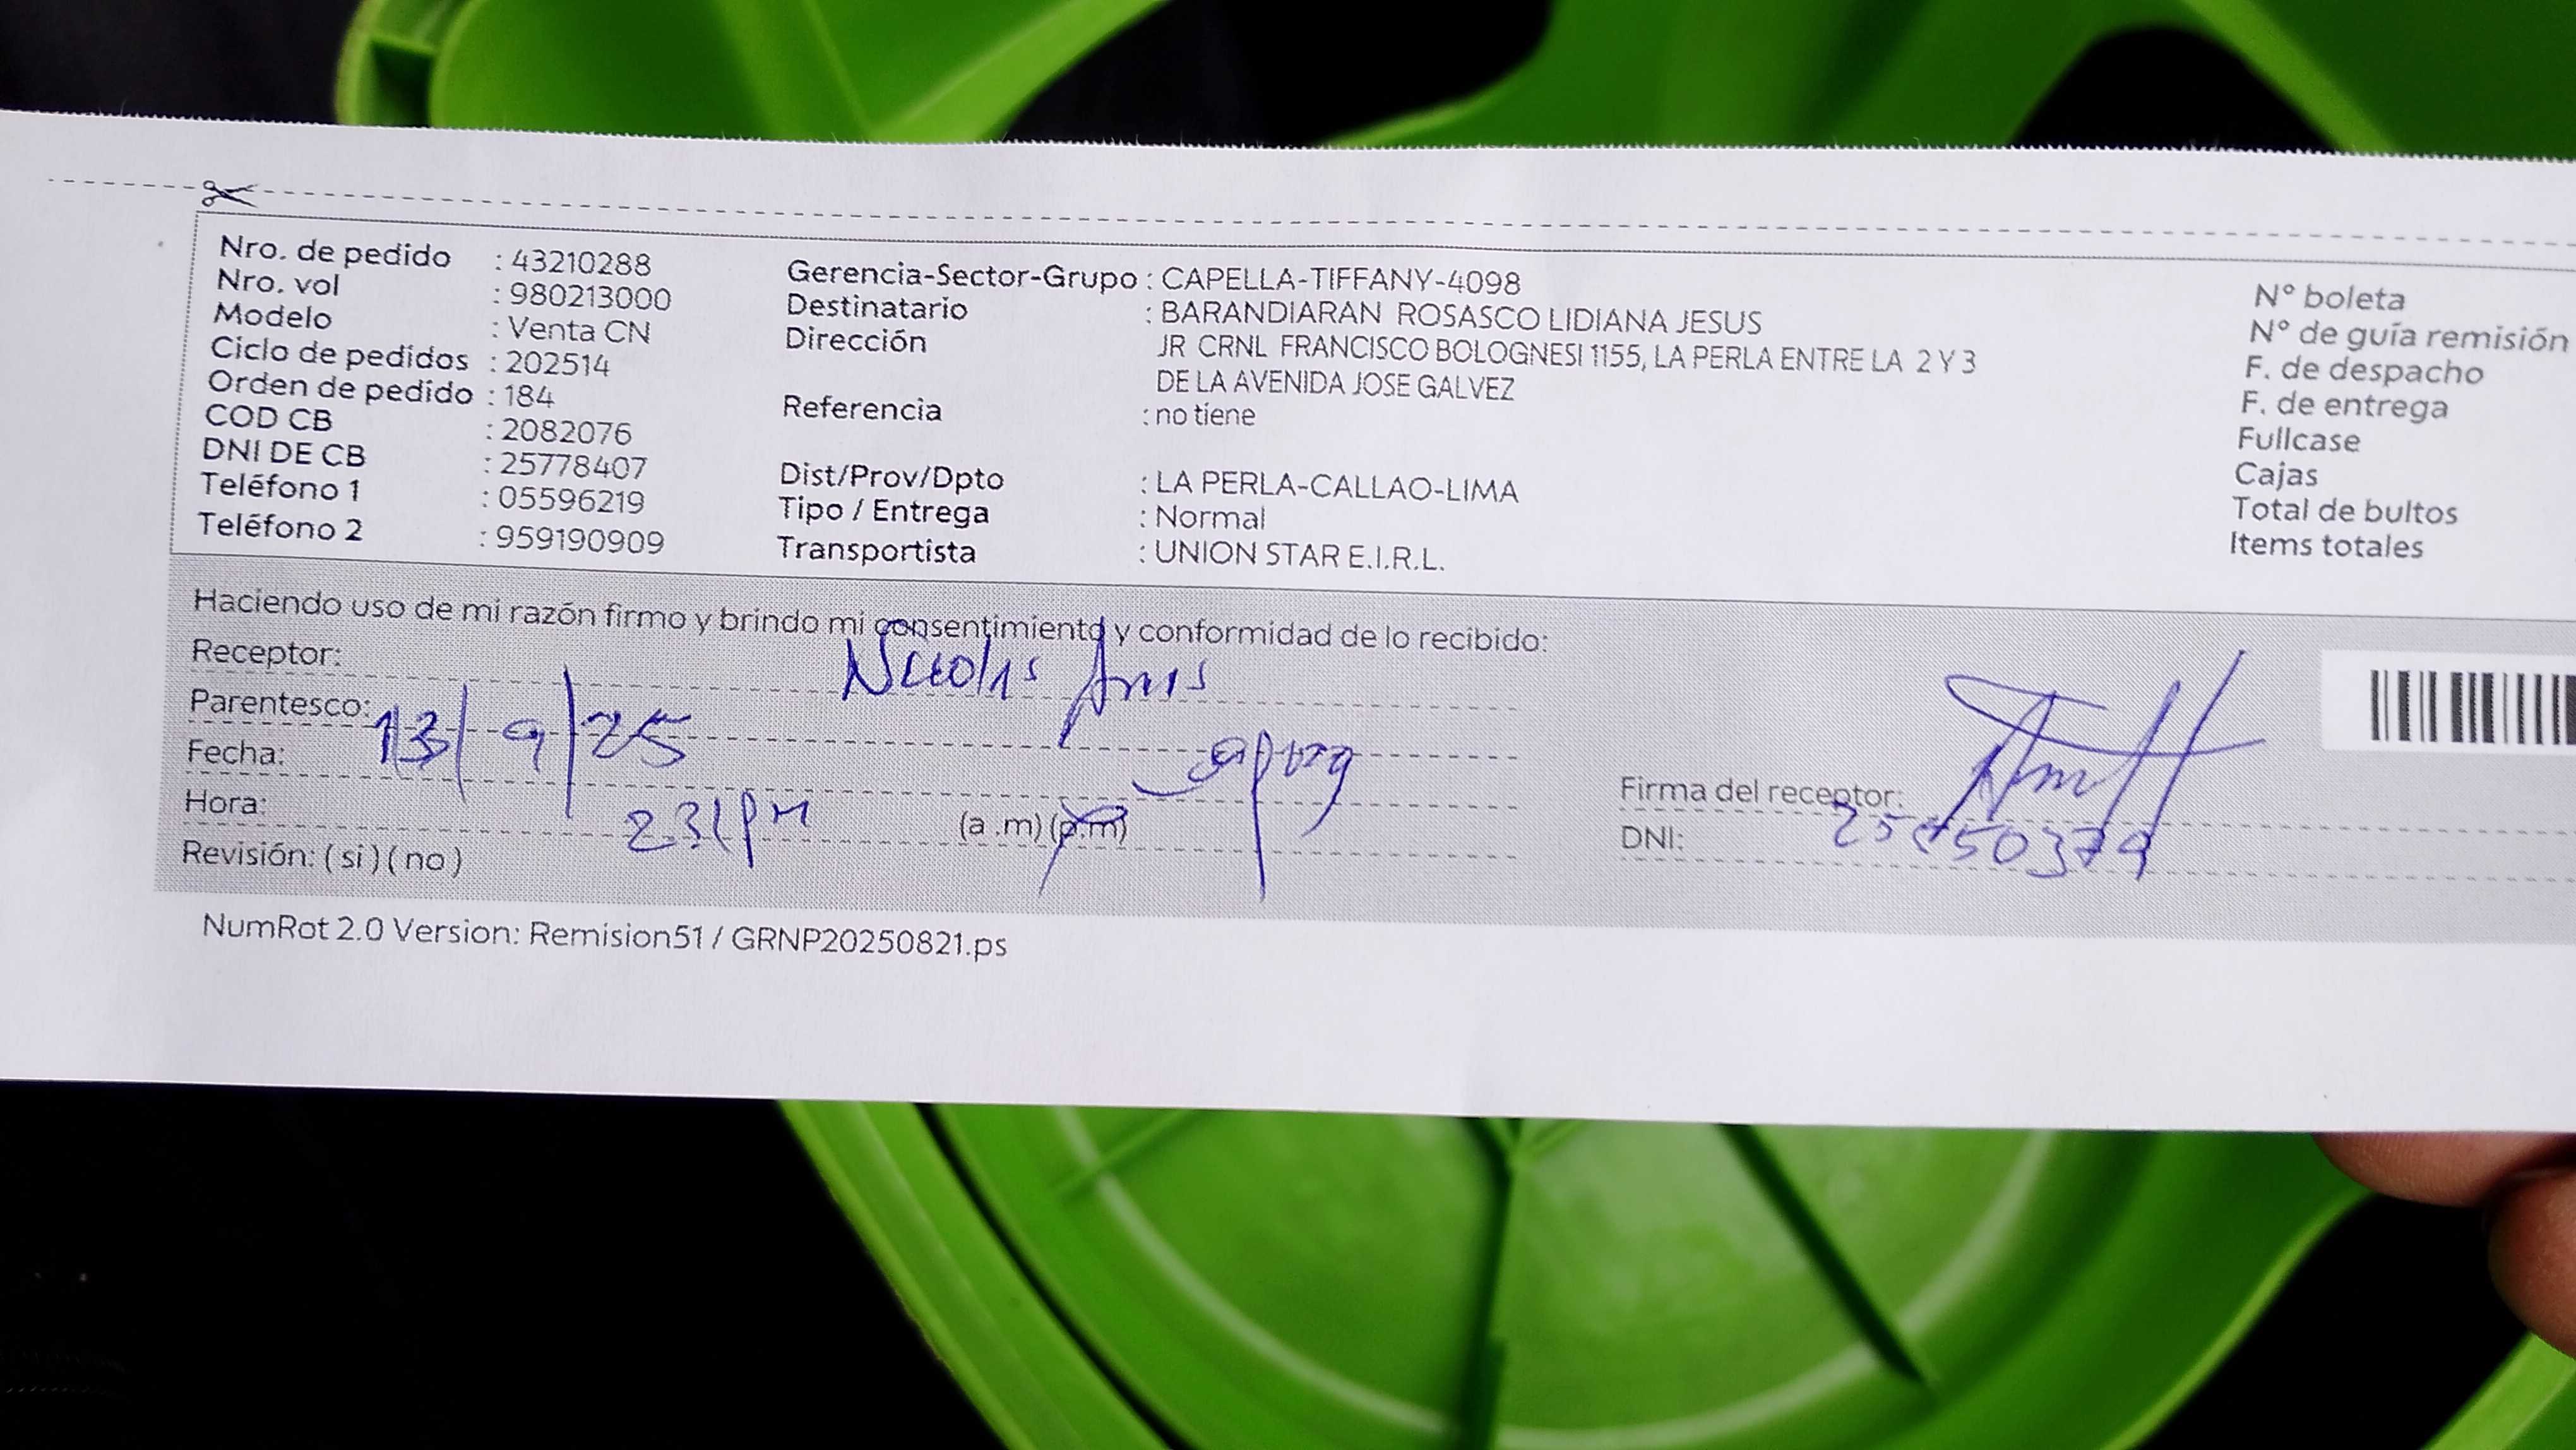 Nro. de pedido : 43210288
Nro. vol : 980213000
Modelo : Venta CN
Ciclo de pedidos : 202514
Orden de pedido : 184
COD CB : 2082076
DNI DE CB : 25778407
Teléfono 1 : 05596219
Teléfono 2 : 959190909
Gerencia-Sector-Grupo : CAPELLA-TIFFANY-4098
Destinatario : BARANDIARAN ROSASCO LIDIANA JESUS
Dirección JR CRNL FRANCISCO BOLOGNESI 1155, LA PERLA ENTRE LA 2 Y 3
DE LA AVENIDA JOSE GALVEZ
Referencia : no tiene
Dist/Prov/Dpto : LA PERLA-CALLAO-LIMA
Tipo / Entrega : Normal
Transportista : UNION STAR E.I.R.L.
N° boleta
N° de guía remisión
F. de despacho
F. de entrega
Fullcase
Cajas
Total de bultos
Items totales
Haciendo uso de mi razón firmo y brindo mi consentimiento y conformidad de lo recibido:
Receptor: Nicolas
Parentesco:
Fecha: 13/9/25
Hora: 2.31 pm (a .m) (p.m)
Revisión: ( si ) ( no )
Firma del receptor:
DNI:
NumRot 2.0 Version: Remision51 / GRNP20250821.ps